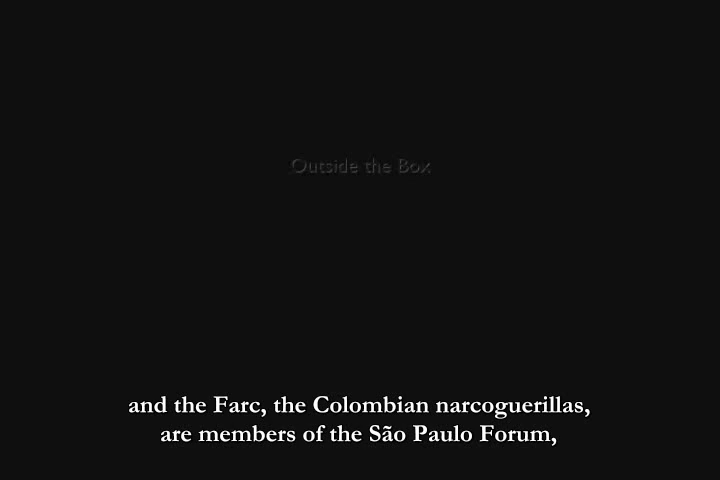 Outside the Box
and the Farc, the Colombian narcoguerillas,
are members of the São Paulo Forum,